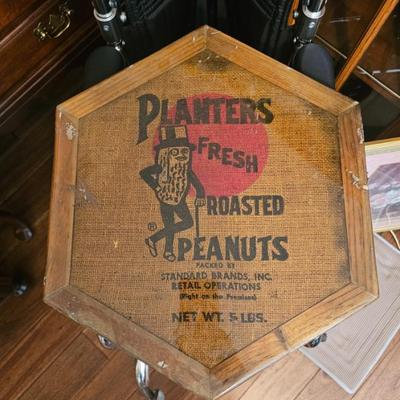 PLANTERS
FRESH
ROASTED
®
PEANUTS
PACKED BY
STANDARD BRANDS, INC.
RETAIL OPERATIONS
(Right on the Premises)
NET WT. 5 LBS.